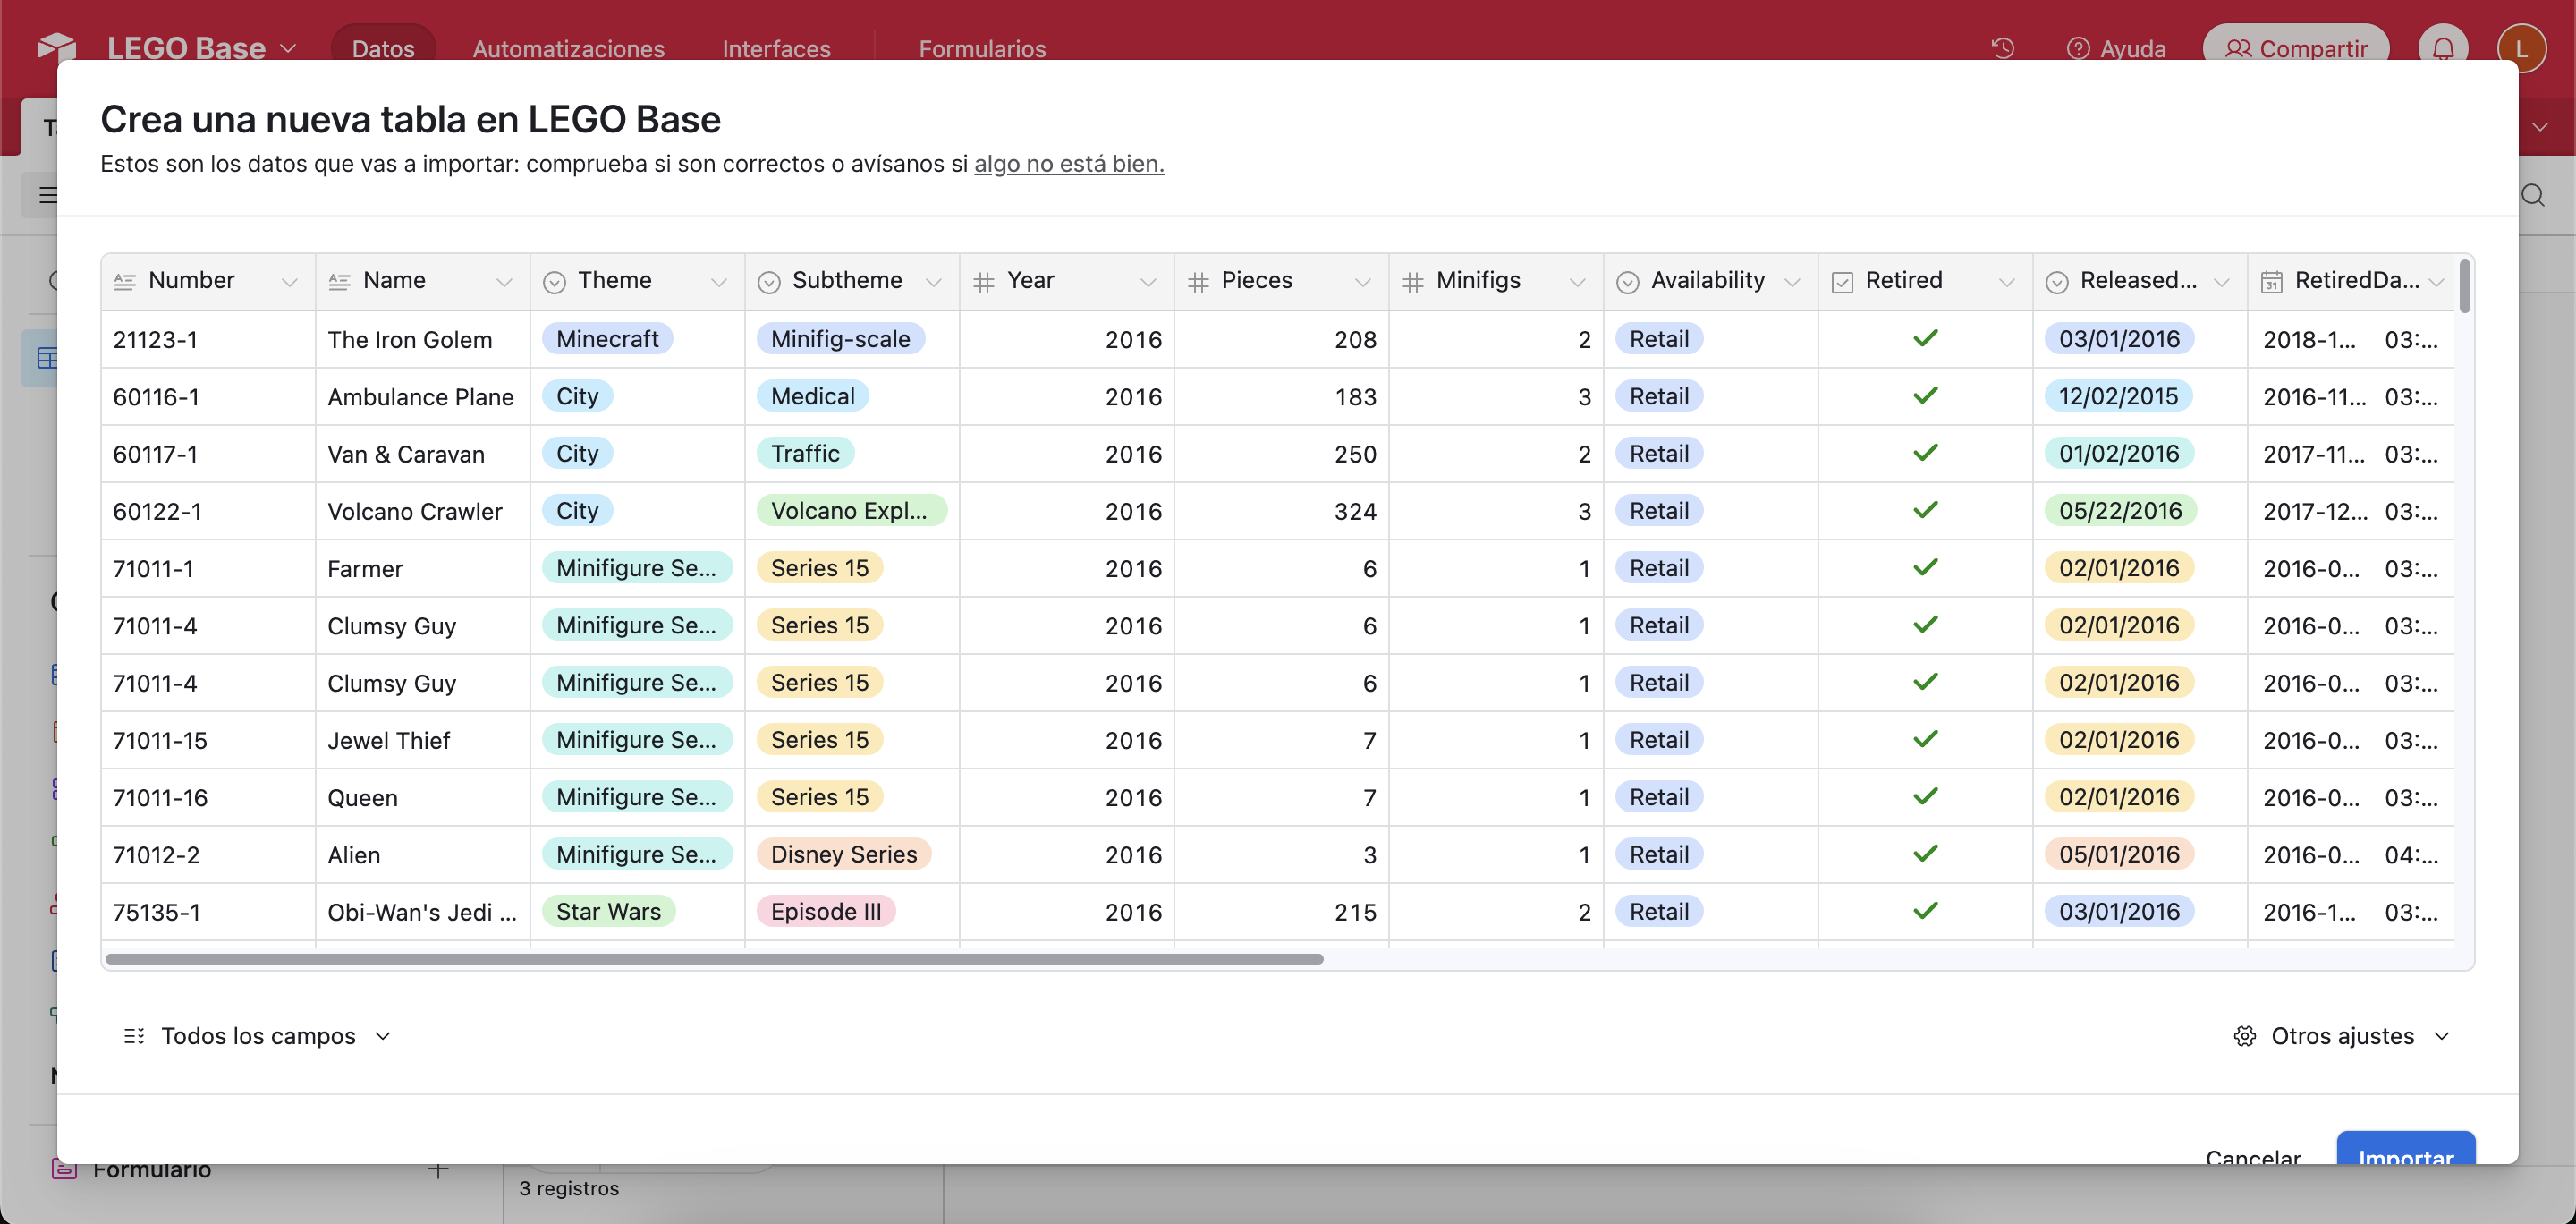 LEGO Base Datos Automatizaciones Interfaces Formularios Ayuda Compartir L
Crea una nueva tabla en LEGO Base
Estos son los datos que vas a importar: comprueba si son correctos o avísanos si algo no está bien.
Number Name Theme Subtheme Year Pieces Minifigs Availability Retired Released... RetiredDa...
21123-1 The Iron Golem Minecraft Minifig-scale 2016 208 2 Retail 03/01/2016 2018-1... 03:...
60116-1 Ambulance Plane City Medical 2016 183 3 Retail 12/02/2015 2016-11... 03:...
60117-1 Van & Caravan City Traffic 2016 250 2 Retail 01/02/2016 2017-11... 03:...
60122-1 Volcano Crawler City Volcano Expl... 2016 324 3 Retail 05/22/2016 2017-12... 03:...
71011-1 Farmer Minifigure Se... Series 15 2016 6 1 Retail 02/01/2016 2016-0... 03:...
71011-4 Clumsy Guy Minifigure Se... Series 15 2016 6 1 Retail 02/01/2016 2016-0... 03:...
71011-4 Clumsy Guy Minifigure Se... Series 15 2016 6 1 Retail 02/01/2016 2016-0... 03:...
71011-15 Jewel Thief Minifigure Se... Series 15 2016 7 1 Retail 02/01/2016 2016-0... 03:...
71011-16 Queen Minifigure Se... Series 15 2016 7 1 Retail 02/01/2016 2016-0... 03:...
71012-2 Alien Minifigure Se... Disney Series 2016 3 1 Retail 05/01/2016 2016-0... 04:...
75135-1 Obi-Wan's Jedi ... Star Wars Episode III 2016 215 2 Retail 03/01/2016 2016-1... 03:...
Todos los campos Otros ajustes
Cancelar Importar
Formulario
3 registros